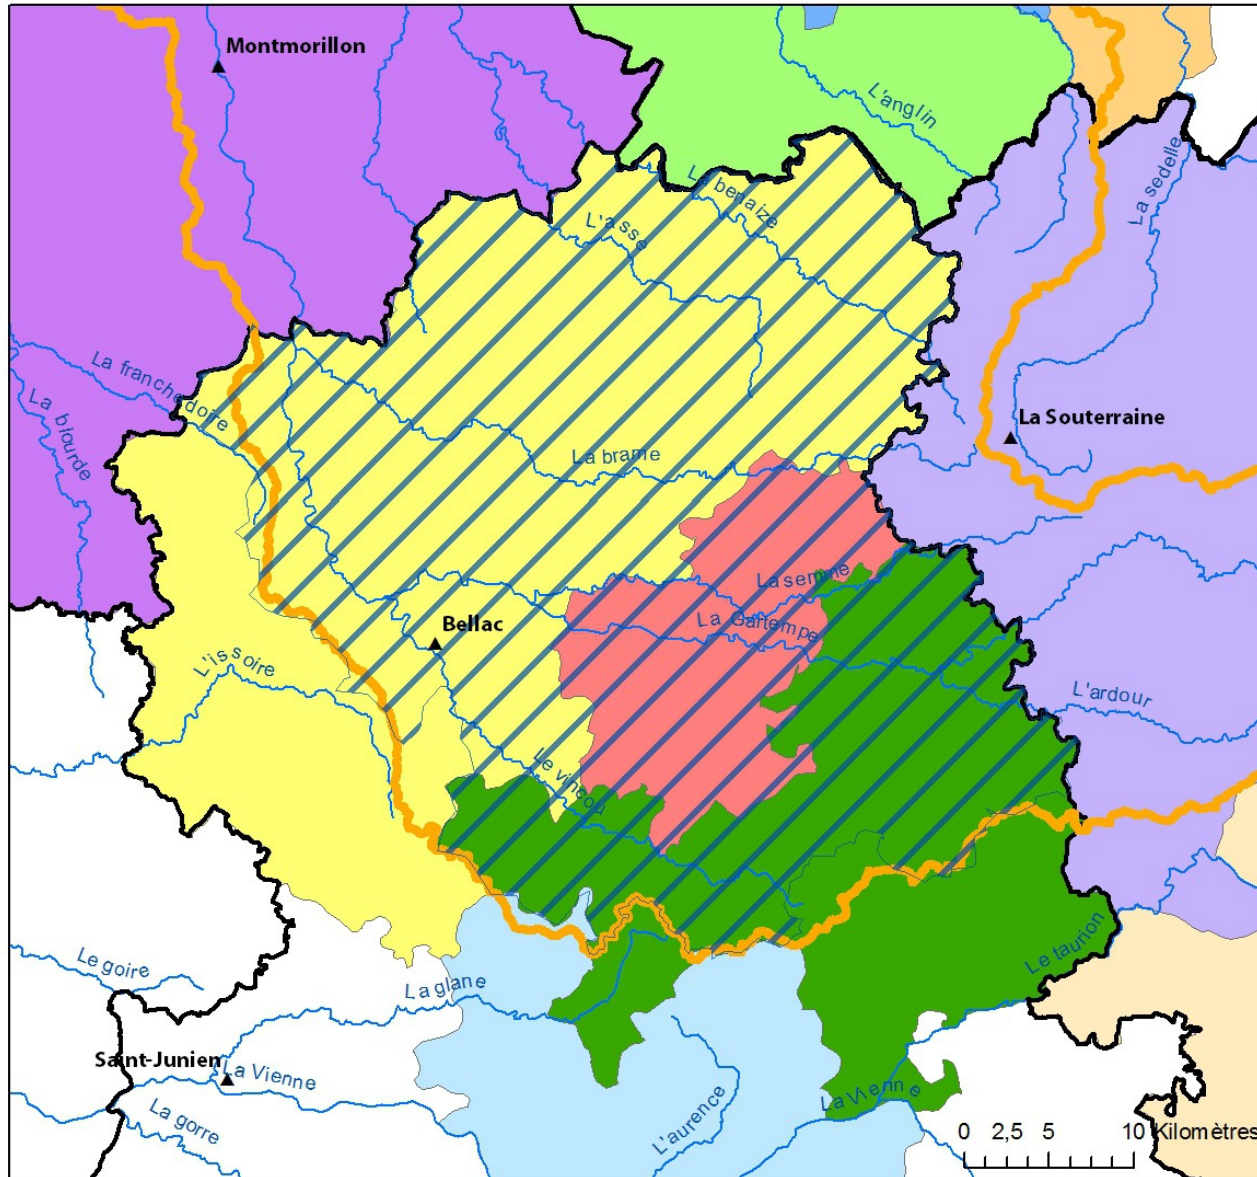 Montmorillon
L'anglin
La sedelle
La benaize
L'asse
La franchedoire
La blourde
La Souterraine
La brame
La semme
La Gartempe
Bellac
L'issoire
L'ardour
Le vincou
Le taurion
Le goire
La glane
Saint-Junien
La Vienne
La gorre
L'aurence
La Vienne
0 2,5 5 10 Kilomètres